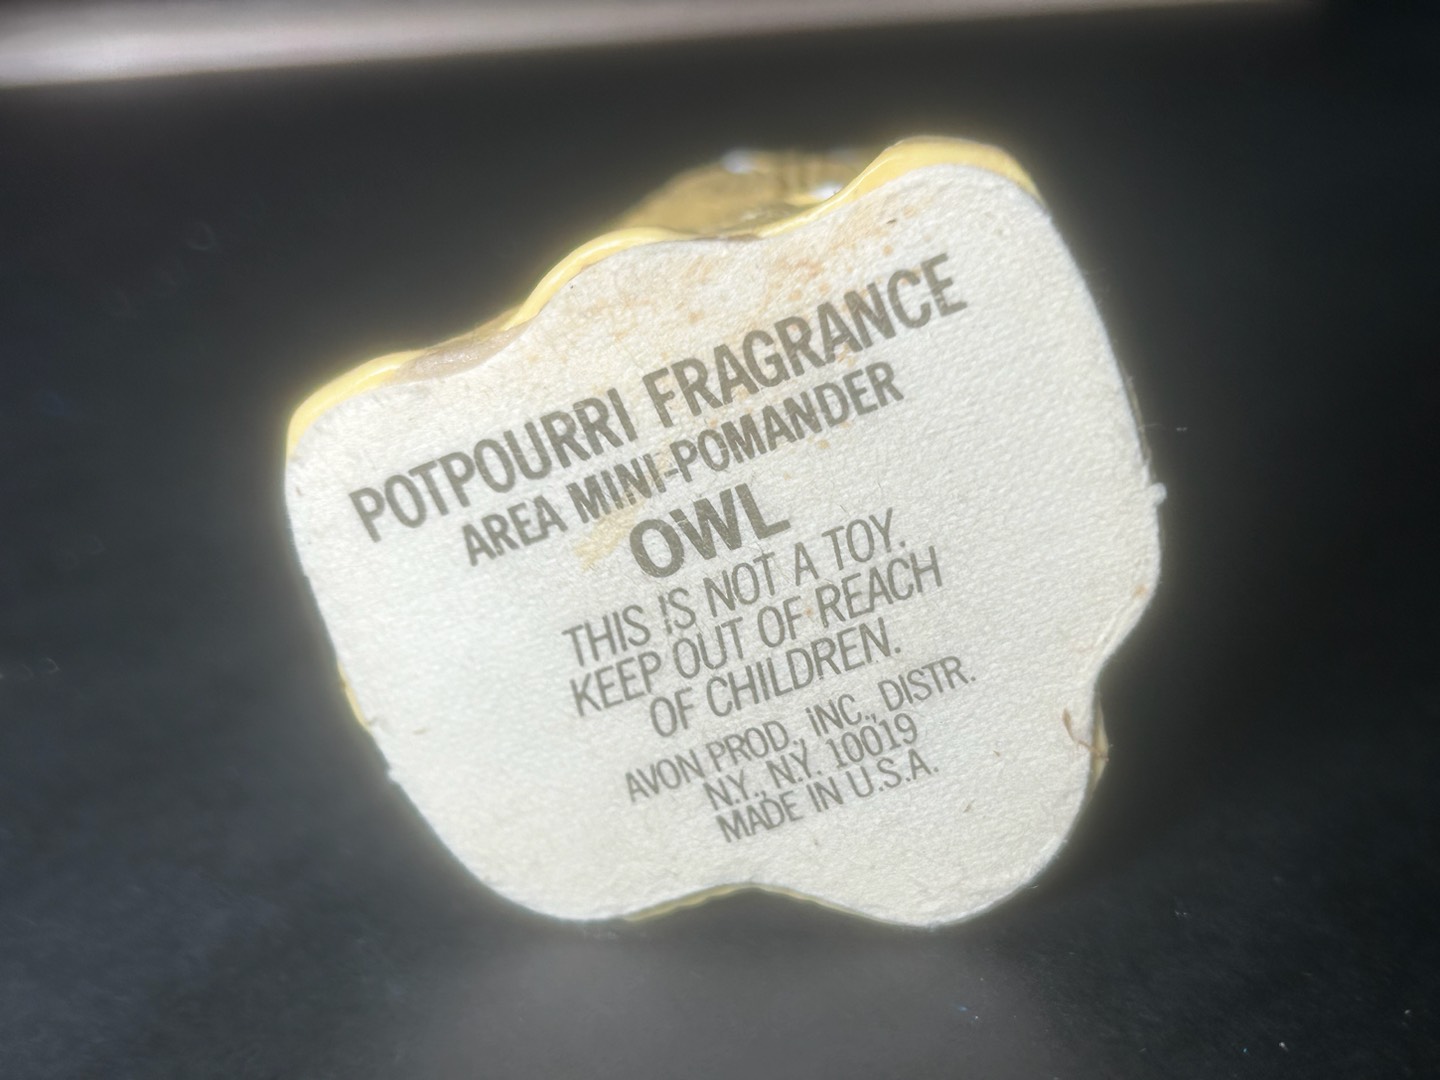 POTPOURRI FRAGRANCE
AREA MINI-POMANDER
OWL
THIS IS NOT A TOY.
KEEP OUT OF REACH
OF CHILDREN.
AVON PROD., INC., DISTR.
N.Y., N.Y. 10019
MADE IN U.S.A.